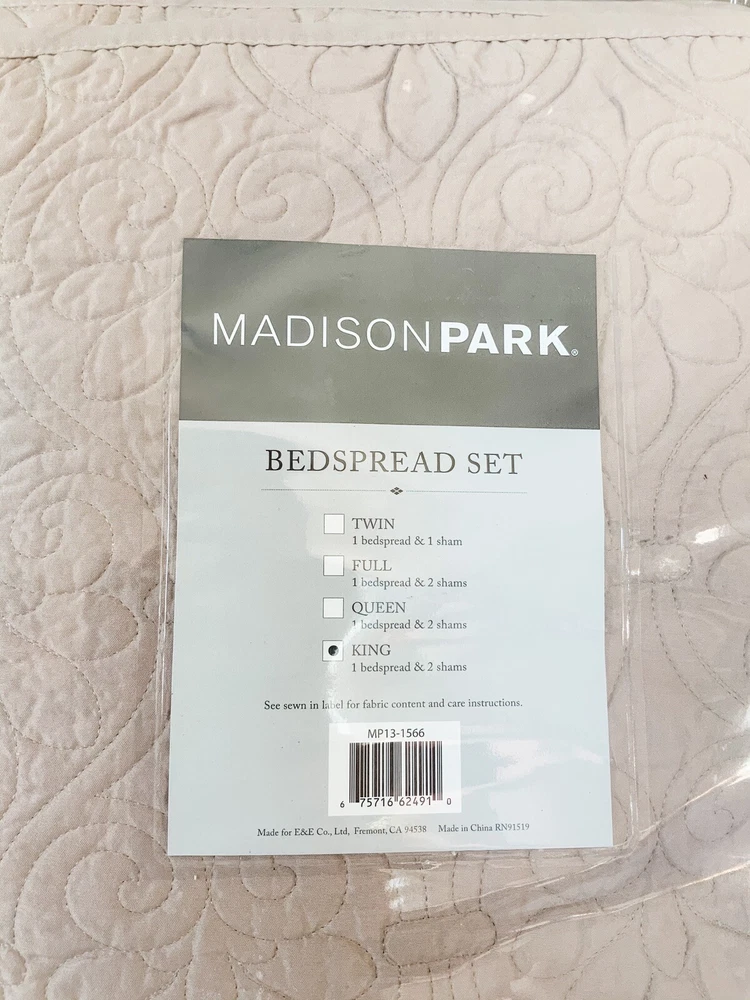 MADISONPARK®
BEDSPREAD SET
TWIN
1 bedspread & 1 sham
FULL
1 bedspread & 2 shams
QUEEN
1 bedspread & 2 shams
KING
1 bedspread & 2 shams
See sewn in label for fabric content and care instructions.
MP13-1566
6 75716 62491 0
Made for E&E Co., Ltd, Fremont, CA 94538 Made in China RN91519